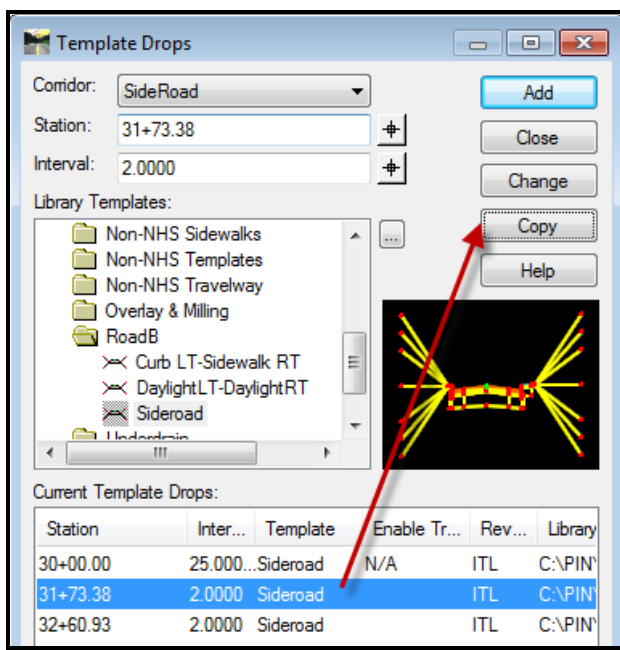 Template Drops
Corridor: SideRoad Add
Station: 31+73.38 Close
Interval: 2.0000 Change
Library Templates: Copy
Non-NHS Sidewalks ...
Non-NHS Templates Help
Non-NHS Travelway
Overlay & Milling
RoadB
Curb LT-Sidewalk RT
DaylightLT-DaylightRT
Sideroad
Underdrain
Current Template Drops:
Station Inter... Template Enable Tr... Rev... Library
30+00.00 25.000... Sideroad N/A ITL C:\PIN\
31+73.38 2.0000 Sideroad ITL C:\PIN\
32+60.93 2.0000 Sideroad ITL C:\PIN\